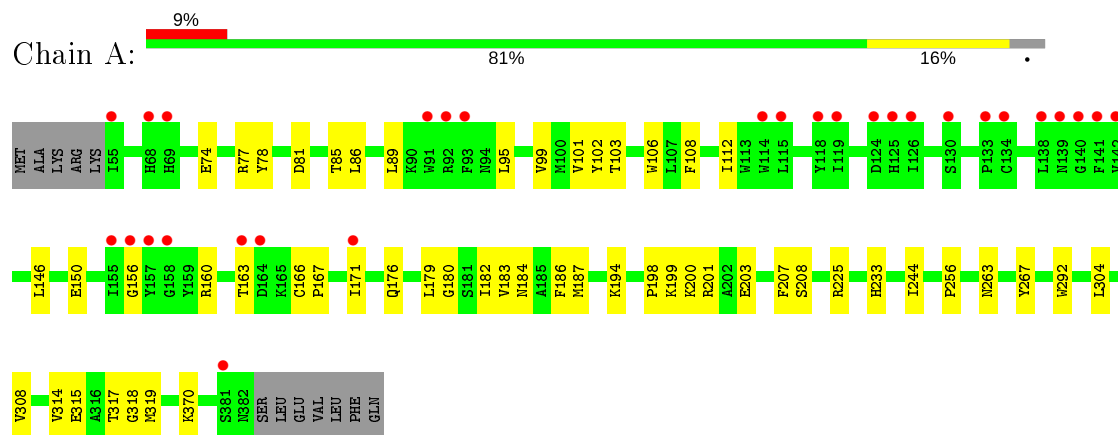 9%
Chain A:
81%
16%
MET ALA LYS ARG LYS I55 H68 H69 E74 R77 Y78 D81 T85 L86 L89 K90 W91 R92 F93 N94 L95 V99 M100 V101 Y102 T103 W106 L107 F108 I112 W113 W114 L115 Y118 I119 D124 H125 I126 S130 P133 C134 L138 N139 G140 F141
L146 E150 I155 G156 Y157 G158 Y159 R160 T163 D164 K165 C166 P167 I171 Q176 L179 G180 S181 I182 V183 N184 A185 F186 M187 K194 P198 K199 K200 R201 A202 E203 F207 S208 R225 H233 I244 P256 N263 Y267 W292 L304
V308 V314 E315 A316 T317 G318 M319 K370 S381 N382 SER LEU GLU VAL LEU PHE GLN